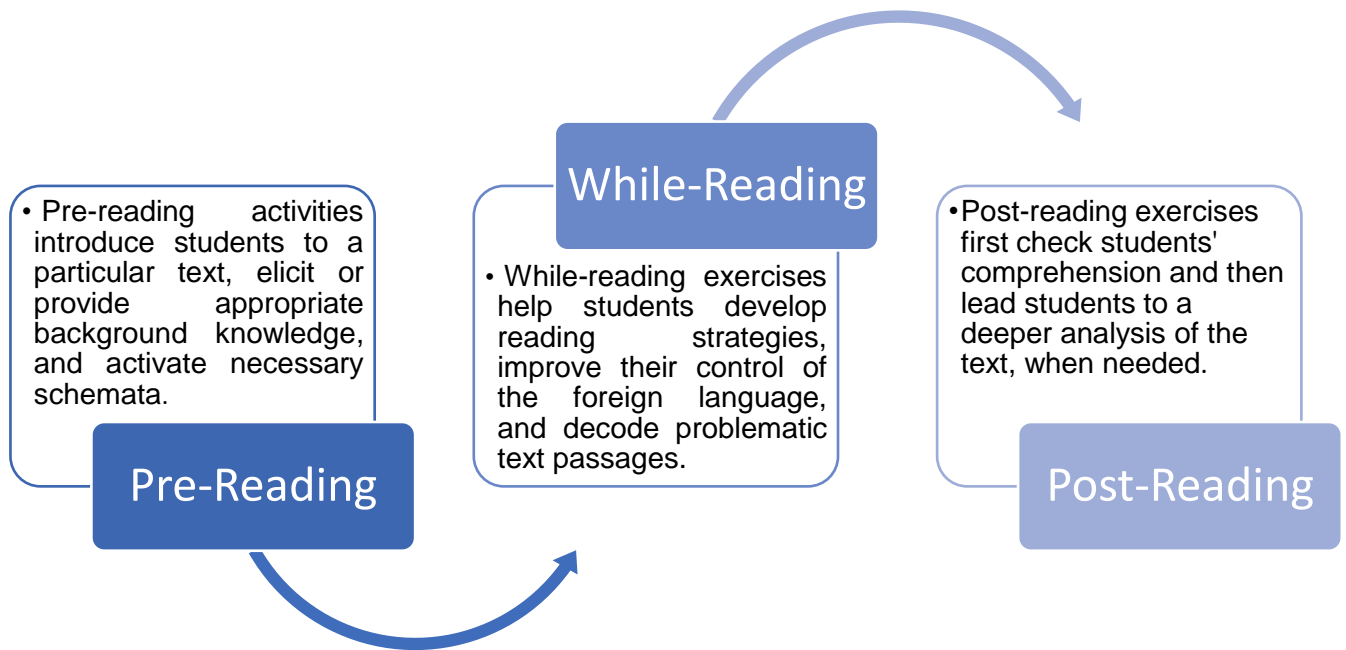 • Pre-reading activities
introduce students to a
particular text, elicit or
provide appropriate
background knowledge,
and activate necessary
schemata.
Pre-Reading
While-Reading
• While-reading exercises
help students develop
reading strategies,
improve their control of
the foreign language,
and decode problematic
text passages.
•Post-reading exercises
first check students'
comprehension and then
lead students to a
deeper analysis of the
text, when needed.
Post-Reading